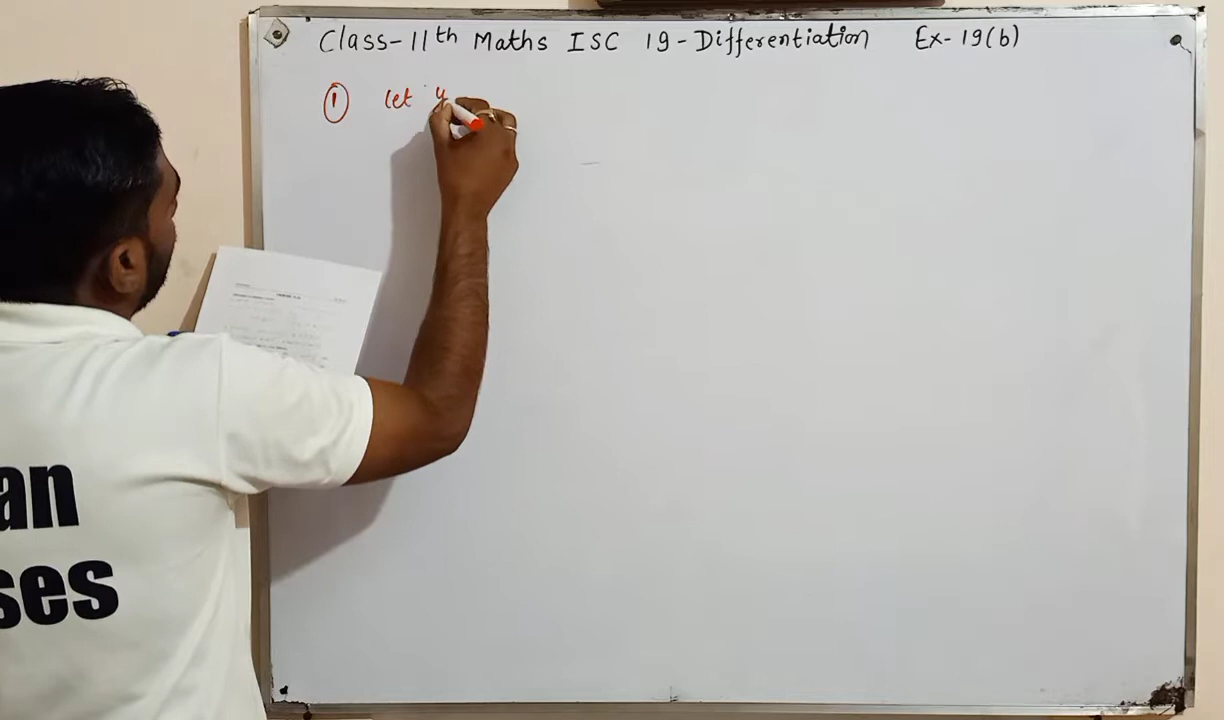 Class-11th Maths ISC 19-Differentiation Ex-19(b)
① let y
an
ses